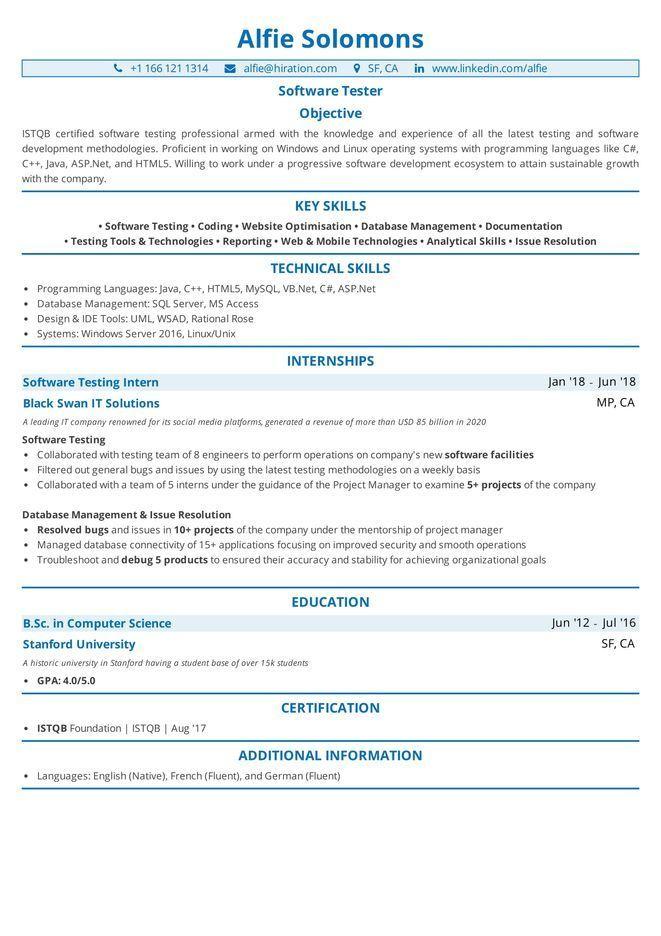 Alfie Solomons
+1 166 121 1314 alfie@hiration.com SF, CA www.linkedin.com/alfie
Software Tester
Objective
ISTQB certified software testing professional armed with the knowledge and experience of all the latest testing and software
development methodologies. Proficient in working on Windows and Linux operating systems with programming languages like C#,
C++, Java, ASP.Net, and HTML5. Willing to work under a progressive software development ecosystem to attain sustainable growth
with the company.
KEY SKILLS
• Software Testing • Coding • Website Optimisation • Database Management • Documentation
• Testing Tools & Technologies • Reporting • Web & Mobile Technologies • Analytical Skills • Issue Resolution
TECHNICAL SKILLS
• Programming Languages: Java, C++, HTML5, MySQL, VB.Net, C#, ASP.Net
• Database Management: SQL Server, MS Access
• Design & IDE Tools: UML, WSAD, Rational Rose
• Systems: Windows Server 2016, Linux/Unix
INTERNSHIPS
Software Testing Intern Jan '18 - Jun '18
Black Swan IT Solutions MP, CA
A leading IT company renowned for its social media platforms, generated a revenue of more than USD 85 billion in 2020
Software Testing
• Collaborated with testing team of 8 engineers to perform operations on company's new software facilities
• Filtered out general bugs and issues by using the latest testing methodologies on a weekly basis
• Collaborated with a team of 5 interns under the guidance of the Project Manager to examine 5+ projects of the company
Database Management & Issue Resolution
• Resolved bugs and issues in 10+ projects of the company under the mentorship of project manager
• Managed database connectivity of 15+ applications focusing on improved security and smooth operations
• Troubleshoot and debug 5 products to ensured their accuracy and stability for achieving organizational goals
EDUCATION
B.Sc. in Computer Science Jun '12 - Jul '16
Stanford University SF, CA
A historic university in Stanford having a student base of over 15k students
• GPA: 4.0/5.0
CERTIFICATION
• ISTQB Foundation | ISTQB | Aug '17
ADDITIONAL INFORMATION
• Languages: English (Native), French (Fluent), and German (Fluent)